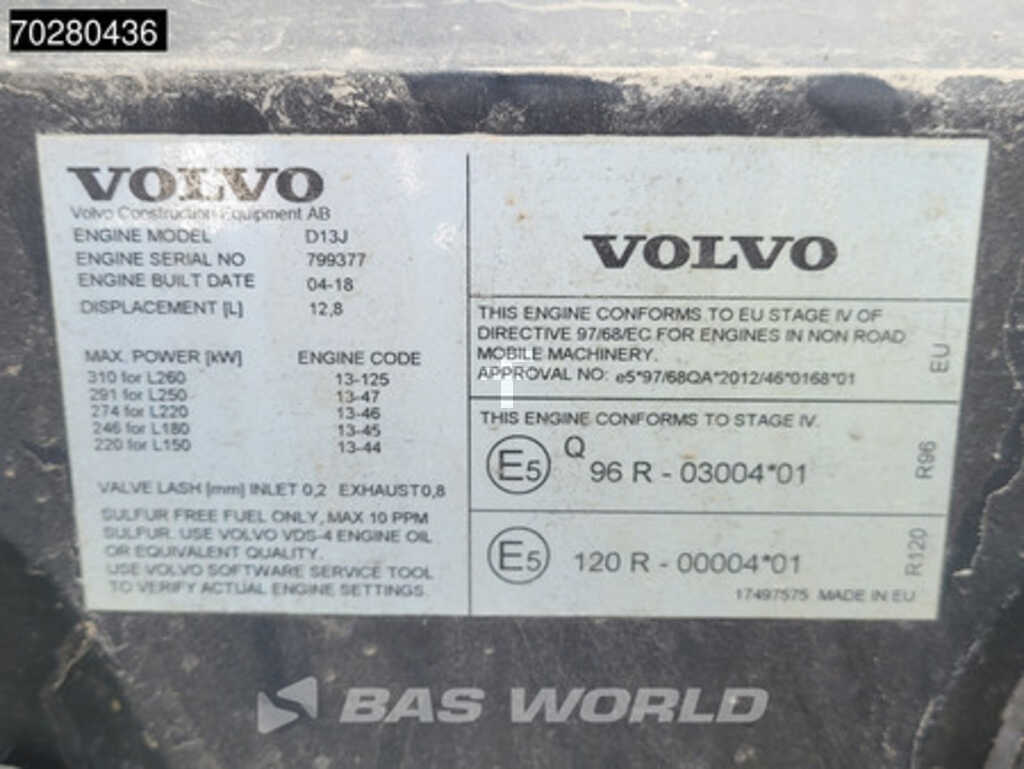 70280436
VOLVO
Volvo Construction Equipment AB
ENGINE MODEL D13J
ENGINE SERIAL NO 799377
ENGINE BUILT DATE 04-18
DISPLACEMENT [L] 12,8
MAX. POWER [kW] ENGINE CODE
310 for L260 13-125
291 for L250 13-47
274 for L220 13-46
246 for L180 13-45
220 for L150 13-44
VALVE LASH [mm] INLET 0,2 EXHAUST 0,8
SULFUR FREE FUEL ONLY, MAX 10 PPM
SULFUR. USE VOLVO VDS-4 ENGINE OIL
OR EQUIVALENT QUALITY.
USE VOLVO SOFTWARE SERVICE TOOL
TO VERIFY ACTUAL ENGINE SETTINGS.
VOLVO
THIS ENGINE CONFORMS TO EU STAGE IV OF
DIRECTIVE 97/68/EC FOR ENGINES IN NON ROAD
MOBILE MACHINERY.
APPROVAL NO: e5*97/68QA*2012/46*0168*01
EU
THIS ENGINE CONFORMS TO STAGE IV.
E5 Q 96 R - 03004*01
R96
E5 120 R - 00004*01
R120
17497575 MADE IN EU
BAS WORLD